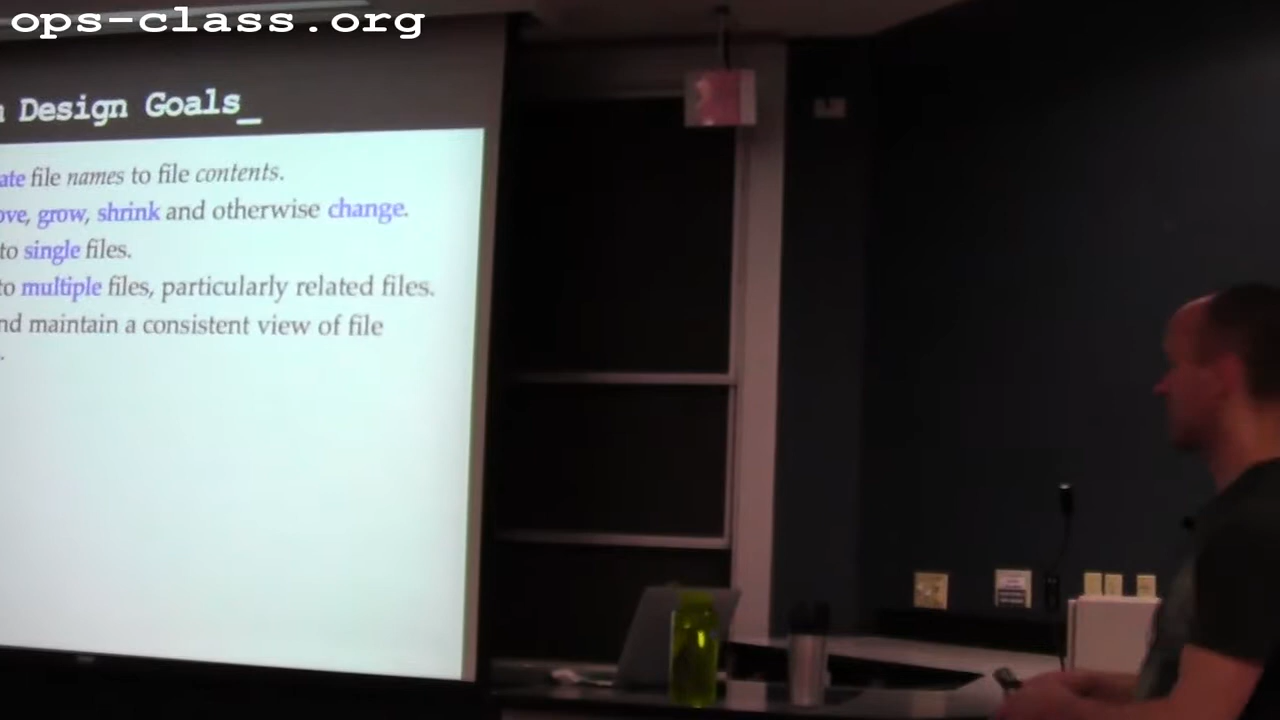 ops-class.org
Design Goals_
ate file names to file contents.
ove, grow, shrink and otherwise change.
to single files.
to multiple files, particularly related files.
nd maintain a consistent view of file
.